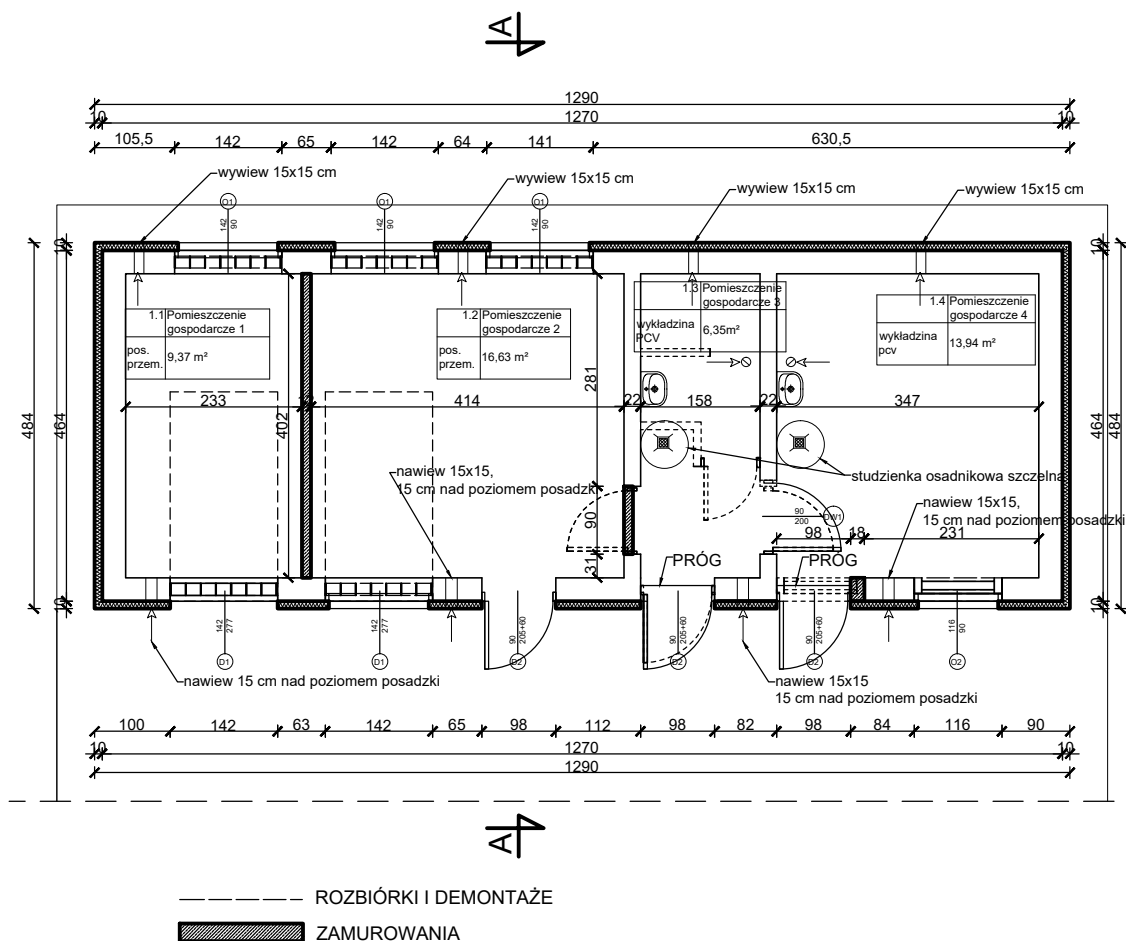 A
1290
10 1270 10
105,5 142 65 142 64 141 630,5
wywiew 15x15 cm
wywiew 15x15 cm
wywiew 15x15 cm
wywiew 15x15 cm
O1 O1 O1
142 90
142 90
142 90
10 10
10 10
1.1 Pomieszczenie
gospodarcze 1
pos.
przem.
9,37 m²
1.2 Pomieszczenie
gospodarcze 2
pos.
przem.
16,63 m²
1.3 Pomieszczenie
gospodarcze 3
wykładzina
PCV
6,35m²
1.4 Pomieszczenie
gospodarcze 4
wykładzina
pcv
13,94 m²
484 464 464 484
233 402 414 281 22 158 22 347
nawiew 15x15,
15 cm nad poziomem posadzki
studzienka osadnikowa szczelna
nawiew 15x15,
15 cm nad poziomem posadzki
90
200
DW1
90
31
98 18 231
PRÓG
PRÓG
142
277
D1
142
277
D1
90
205+60
D2
90
205+60
D2
90
205+60
D2
116
90
O2
nawiew 15 cm nad poziomem posadzki
nawiew 15x15
15 cm nad poziomem posadzki
100 142 63 142 65 98 112 98 82 98 84 116 90
10 1270 10
1290
A
ROZBIÓRKI I DEMONTAŻE
ZAMUROWANIA